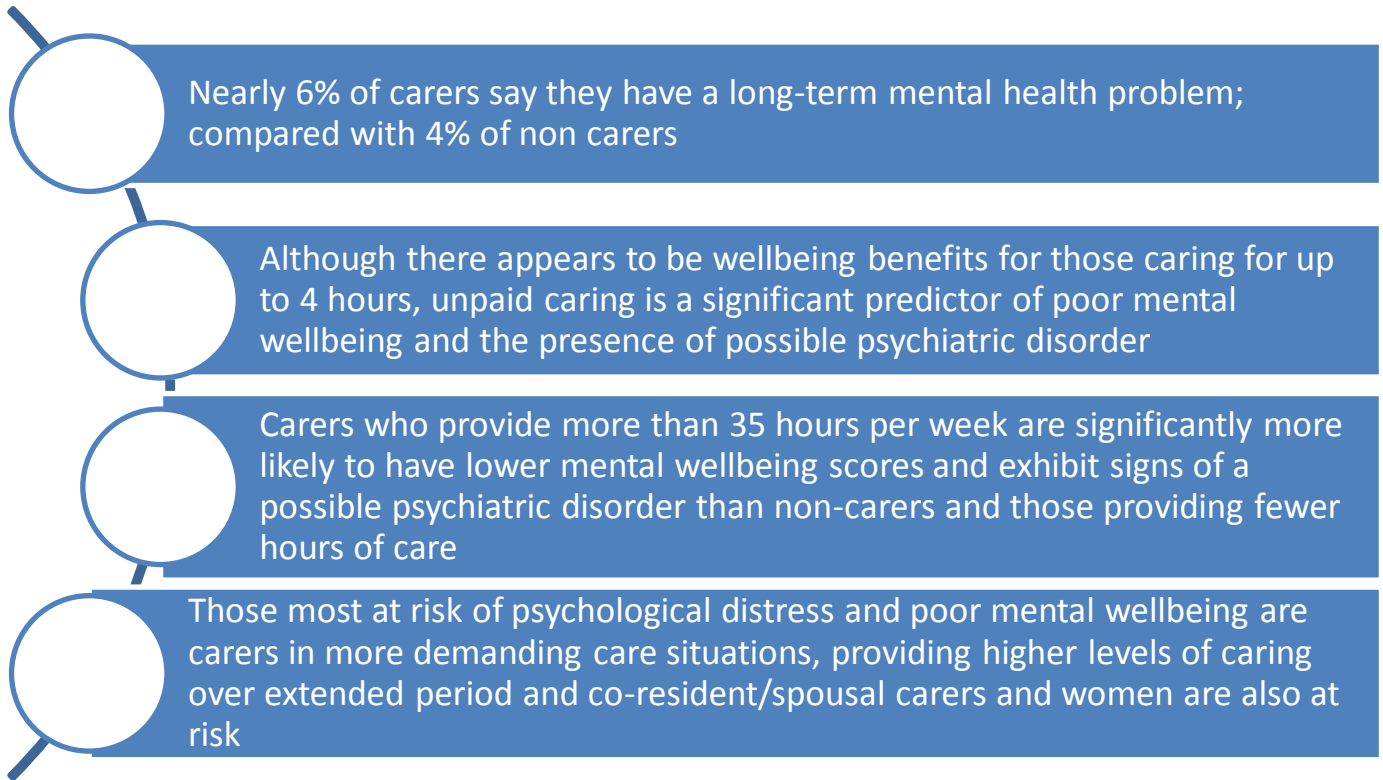 Nearly 6% of carers say they have a long-term mental health problem;
compared with 4% of non carers
Although there appears to be wellbeing benefits for those caring for up
to 4 hours, unpaid caring is a significant predictor of poor mental
wellbeing and the presence of possible psychiatric disorder
Carers who provide more than 35 hours per week are significantly more
likely to have lower mental wellbeing scores and exhibit signs of a
possible psychiatric disorder than non-carers and those providing fewer
hours of care
Those most at risk of psychological distress and poor mental wellbeing are
carers in more demanding care situations, providing higher levels of caring
over extended period and co-resident/spousal carers and women are also at
risk